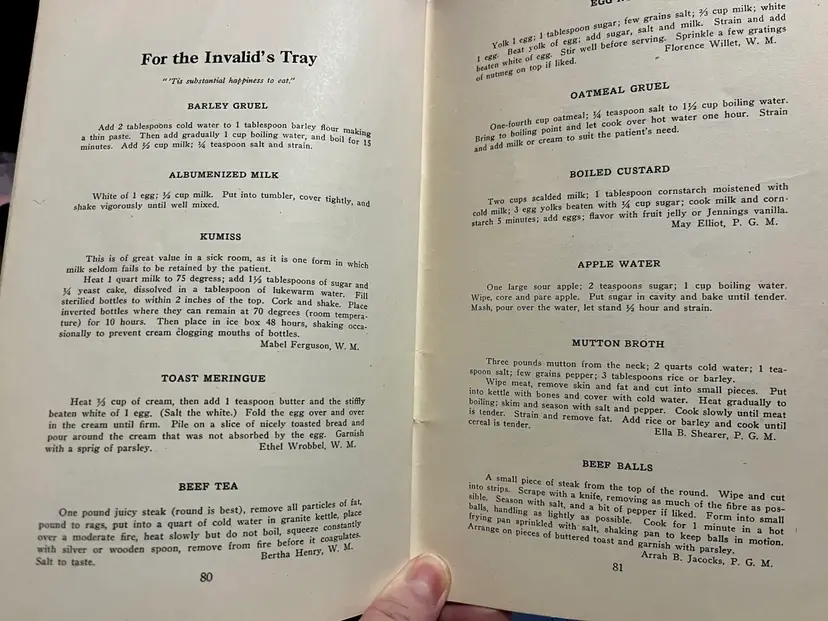 For the Invalid's Tray
"'Tis substantial happiness to eat."
BARLEY GRUEL
Add 2 tablespoons cold water to 1 tablespoon barley flour making
a thin paste. Then add gradually 1 cup boiling water, and boil for 15
minutes. Add ½ cup milk; ¼ teaspoon salt and strain.
ALBUMENIZED MILK
White of 1 egg; ½ cup milk. Put into tumbler, cover tightly, and
shake vigorously until well mixed.
KUMISS
This is of great value in a sick room, as it is one form in which
milk seldom fails to be retained by the patient.
Heat 1 quart milk to 75 degrees; add 1½ tablespoons of sugar and
¼ yeast cake, dissolved in a tablespoon of lukewarm water. Fill
sterilied bottles to within 2 inches of the top. Cork and shake. Place
inverted bottles where they can remain at 70 degrees (room tempera-
ture) for 10 hours. Then place in ice box 48 hours, shaking occa-
sionally to prevent cream clogging mouths of bottles.
Mabel Ferguson, W. M.
TOAST MERINGUE
Heat ½ cup of cream, then add 1 teaspoon butter and the stiffly
beaten white of 1 egg. (Salt the white.) Fold the egg over and over
in the cream until firm. Pile on a slice of nicely toasted bread and
pour around the cream that was not absorbed by the egg. Garnish
with a sprig of parsley. Ethel Wrobbel, W. M.
BEEF TEA
One pound juicy steak (round is best), remove all particles of fat,
pound to rags, put into a quart of cold water in granite kettle, place
over a moderate fire, heat slowly but do not boil, squeeze constantly
with silver or wooden spoon, remove from fire before it coagulates.
Salt to taste. Bertha Henry, W. M.
80
EGG
Yolk 1 egg; 1 tablespoon sugar; few grains salt; ⅔ cup milk; white
1 egg. Beat yolk of egg; add sugar, salt and milk. Strain and add
beaten white of egg. Stir well before serving. Sprinkle a few gratings
of nutmeg on top if liked. Florence Willet, W. M.
OATMEAL GRUEL
One-fourth cup oatmeal; ¼ teaspoon salt to 1½ cup boiling water.
Bring to boiling point and let cook over hot water one hour. Strain
and add milk or cream to suit the patient's need.
BOILED CUSTARD
Two cups scalded milk; 1 tablespoon cornstarch moistened with
cold milk; 3 egg yolks beaten with ¼ cup sugar; cook milk and corn-
starch 5 minutes; add eggs; flavor with fruit jelly or Jennings vanilla.
May Elliot, P. G. M.
APPLE WATER
One large sour apple; 2 teaspoons sugar; 1 cup boiling water.
Wipe, core and pare apple. Put sugar in cavity and bake until tender.
Mash, pour over the water, let stand ½ hour and strain.
MUTTON BROTH
Three pounds mutton from the neck; 2 quarts cold water; 1 tea-
spoon salt; few grains pepper; 3 tablespoons rice or barley.
Wipe meat, remove skin and fat and cut into small pieces. Put
into kettle with bones and cover with cold water. Heat gradually to
boiling; skim and season with salt and pepper. Cook slowly until meat
is tender. Strain and remove fat. Add rice or barley and cook until
cereal is tender. Ella B. Shearer, P. G. M.
BEEF BALLS
A small piece of steak from the top of the round. Wipe and cut
into strips. Scrape with a knife, removing as much of the fibre as pos-
sible. Season with salt, and a bit of pepper if liked. Form into small
balls, handling as lightly as possible. Cook for 1 minute in a hot
frying pan sprinkled with salt, shaking pan to keep balls in motion.
Arrange on pieces of buttered toast and garnish with parsley.
Arrah B. Jacocks, P. G. M.
81